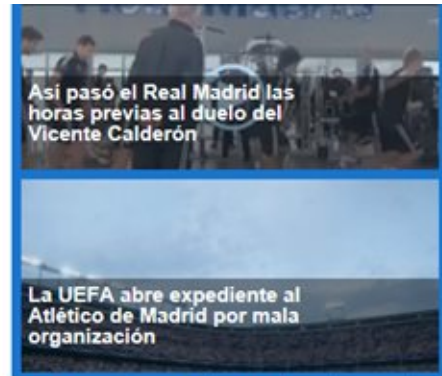 Así pasó el Real Madrid las
horas previas al duelo del
Vicente Calderón
La UEFA abre expediente al
Atlético de Madrid por mala
organización